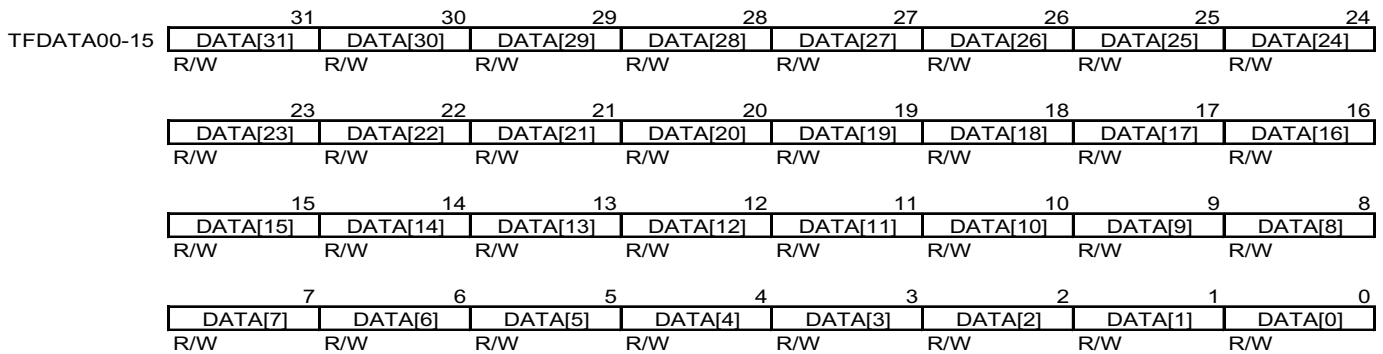 31 30 29 28 27 26 25 24
TFDATA00-15 DATA[31] DATA[30] DATA[29] DATA[28] DATA[27] DATA[26] DATA[25] DATA[24]
R/W R/W R/W R/W R/W R/W R/W R/W
23 22 21 20 19 18 17 16
DATA[23] DATA[22] DATA[21] DATA[20] DATA[19] DATA[18] DATA[17] DATA[16]
R/W R/W R/W R/W R/W R/W R/W R/W
15 14 13 12 11 10 9 8
DATA[15] DATA[14] DATA[13] DATA[12] DATA[11] DATA[10] DATA[9] DATA[8]
R/W R/W R/W R/W R/W R/W R/W R/W
7 6 5 4 3 2 1 0
DATA[7] DATA[6] DATA[5] DATA[4] DATA[3] DATA[2] DATA[1] DATA[0]
R/W R/W R/W R/W R/W R/W R/W R/W